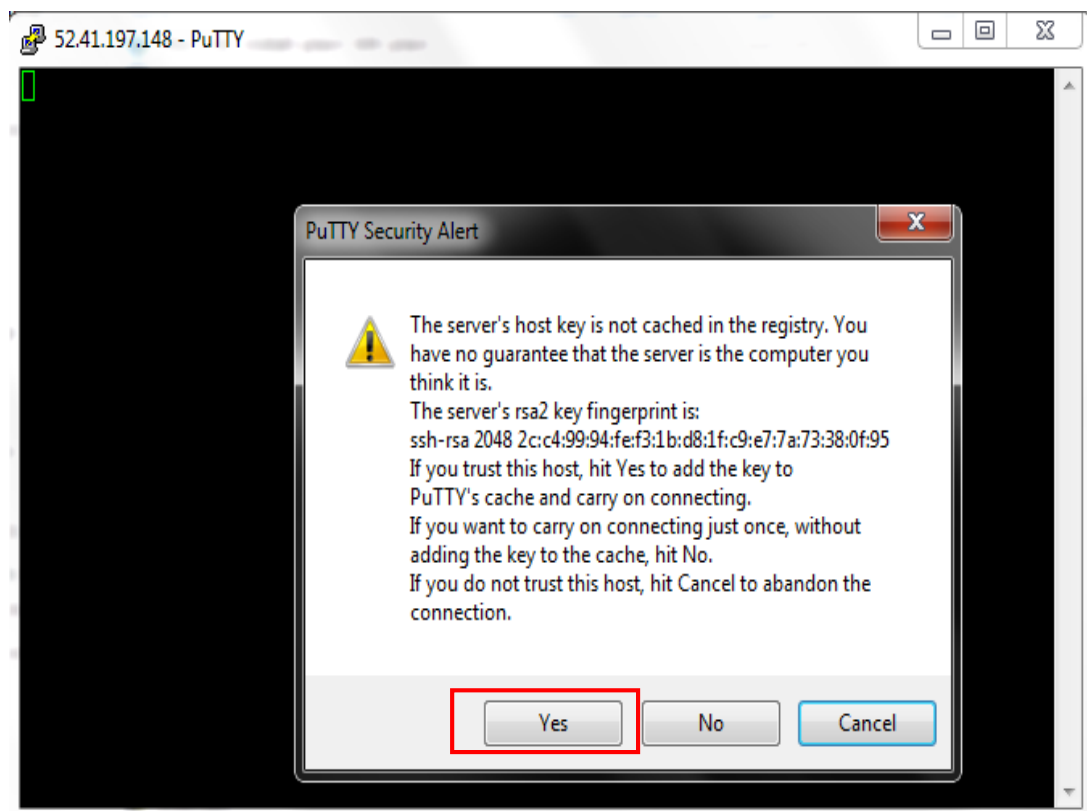 52.41.197.148 - PuTTY
PuTTY Security Alert
The server's host key is not cached in the registry. You
have no guarantee that the server is the computer you
think it is.
The server's rsa2 key fingerprint is:
ssh-rsa 2048 2c:c4:99:94:fe:f3:1b:d8:1f:c9:e7:7a:73:38:0f:95
If you trust this host, hit Yes to add the key to
PuTTY's cache and carry on connecting.
If you want to carry on connecting just once, without
adding the key to the cache, hit No.
If you do not trust this host, hit Cancel to abandon the
connection.
Yes No Cancel